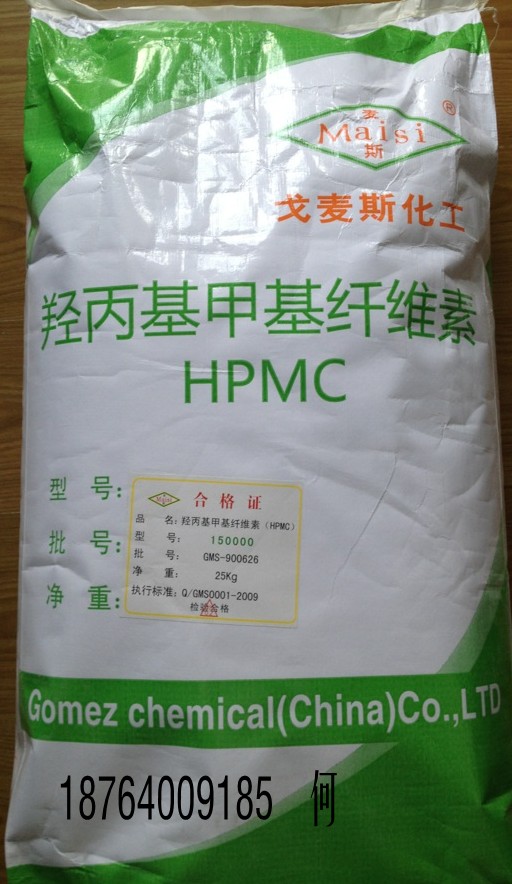 麦
Maisi®
斯
戈麦斯化工
羟丙基甲基纤维素
HPMC
型 号:
批 号:
净 重:
Maisi 合格证
品 名: 羟丙基甲基纤维素(HPMC)
型 号: 150000
批 号: GMS-900626
净 重: 25Kg
执行标准: Q/GMS0001-2009
检验合格
Gomez chemical(China)Co.,LTD
18764009185 何